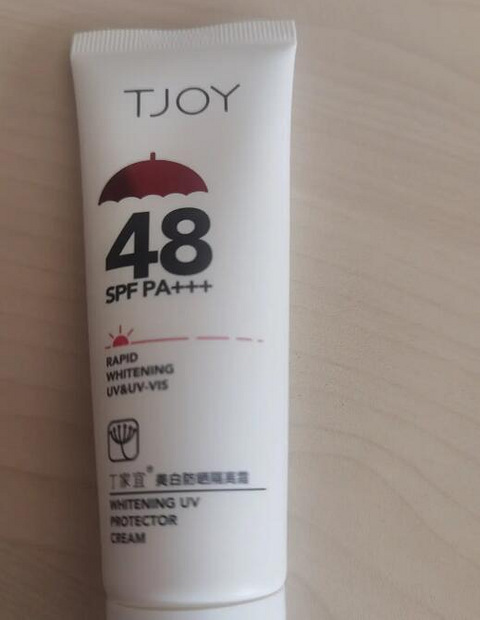 TJOY
48
SPF PA+++
RAPID
WHITENING
UV&UV-VIS
丁家宜® 美白防晒隔离霜
WHITENING UV
PROTECTOR
CREAM